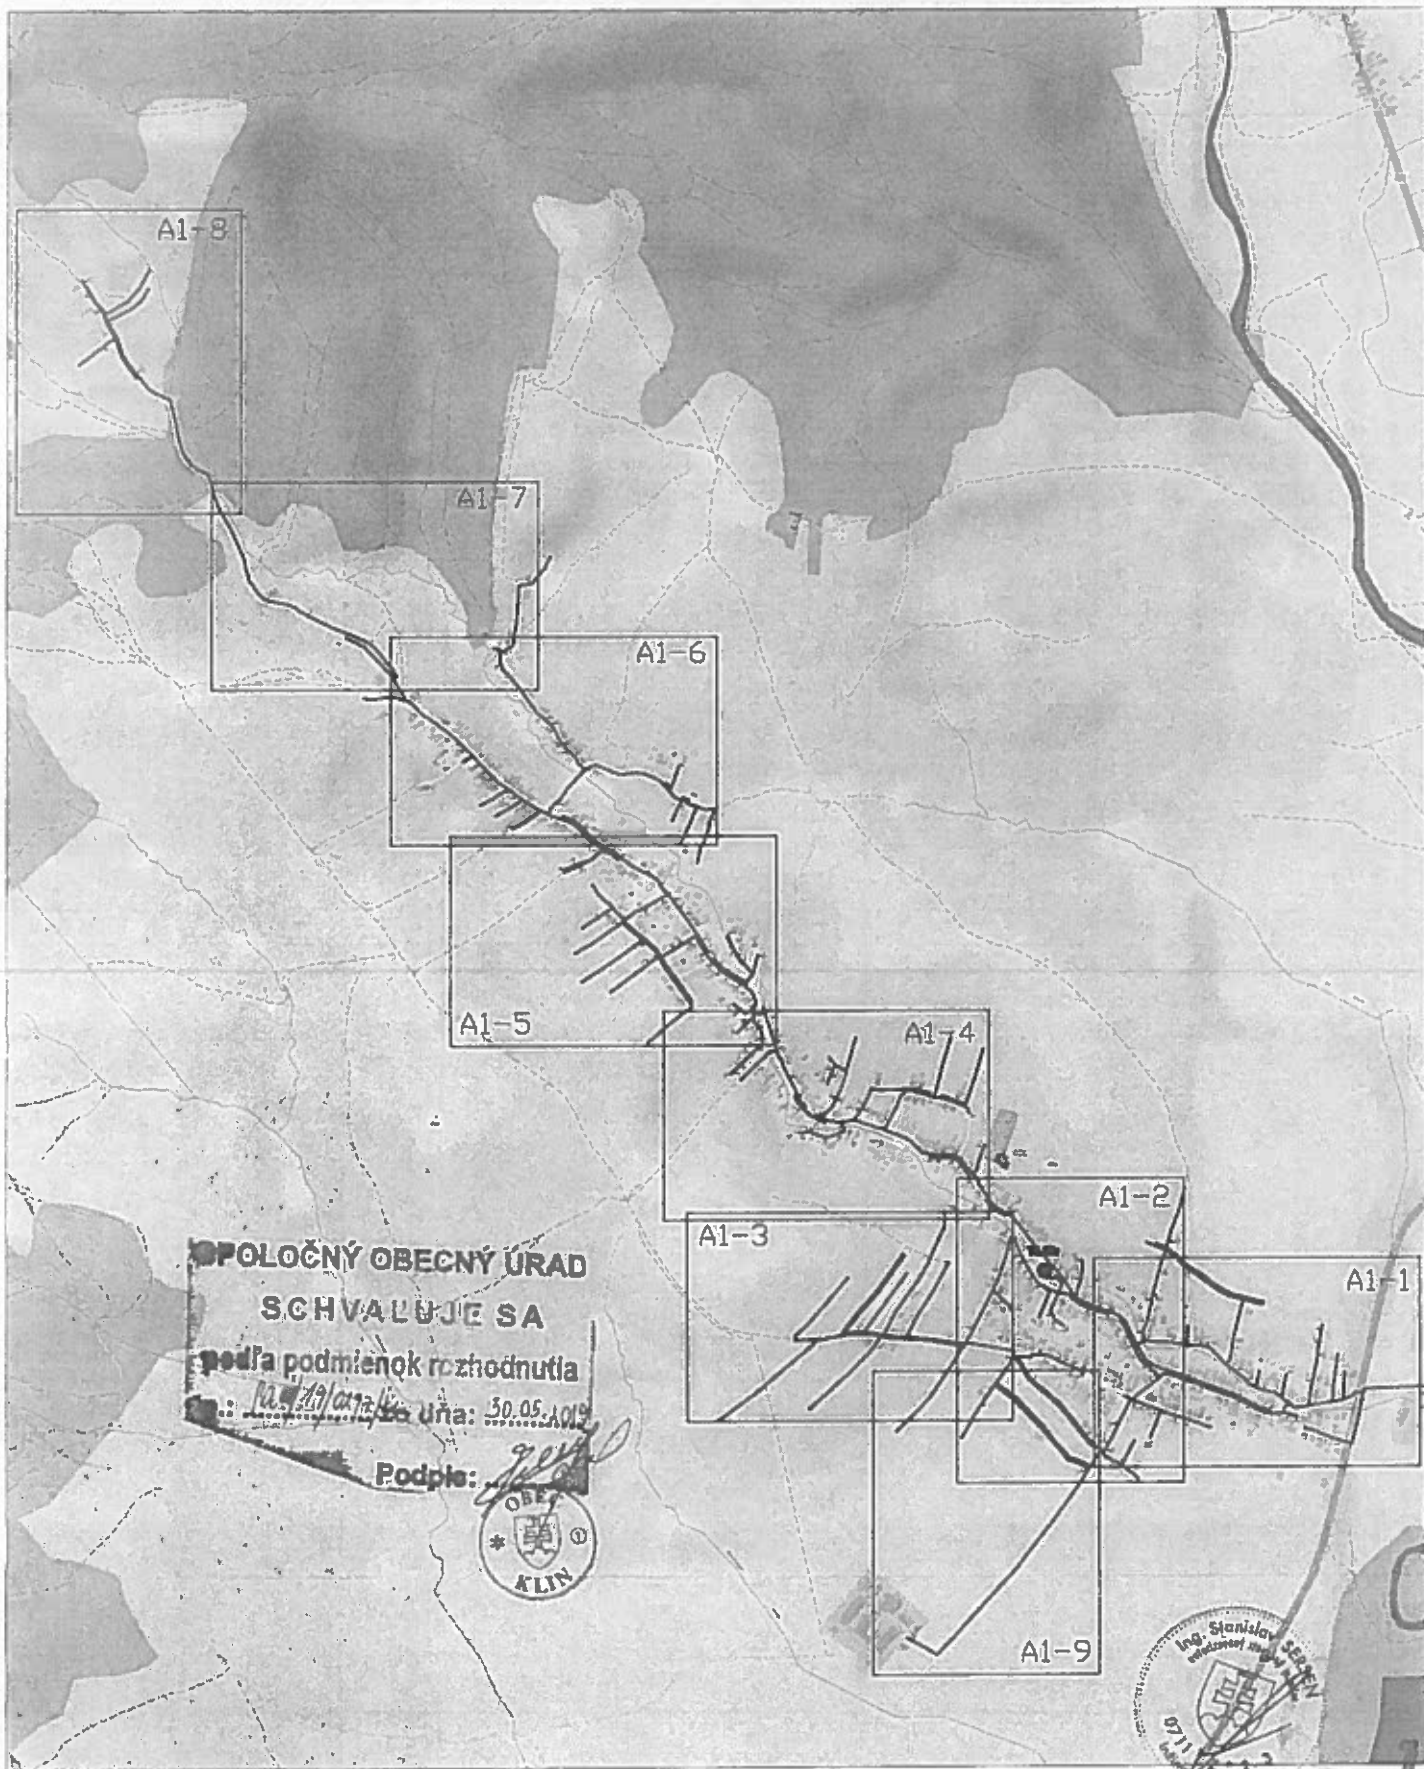 A1-8
A1-7
A1-6
A1-5
A1-4
A1-2
A1-3
A1-1
SPOLOČNÝ OBECNÝ ÚRAD
SCHVAĽUJE SA
podľa podmienok rozhodnutia
zo dňa: 30.05.2019
Podpis:
OBEC
KLIN
A1-9
Ing. Stanislav